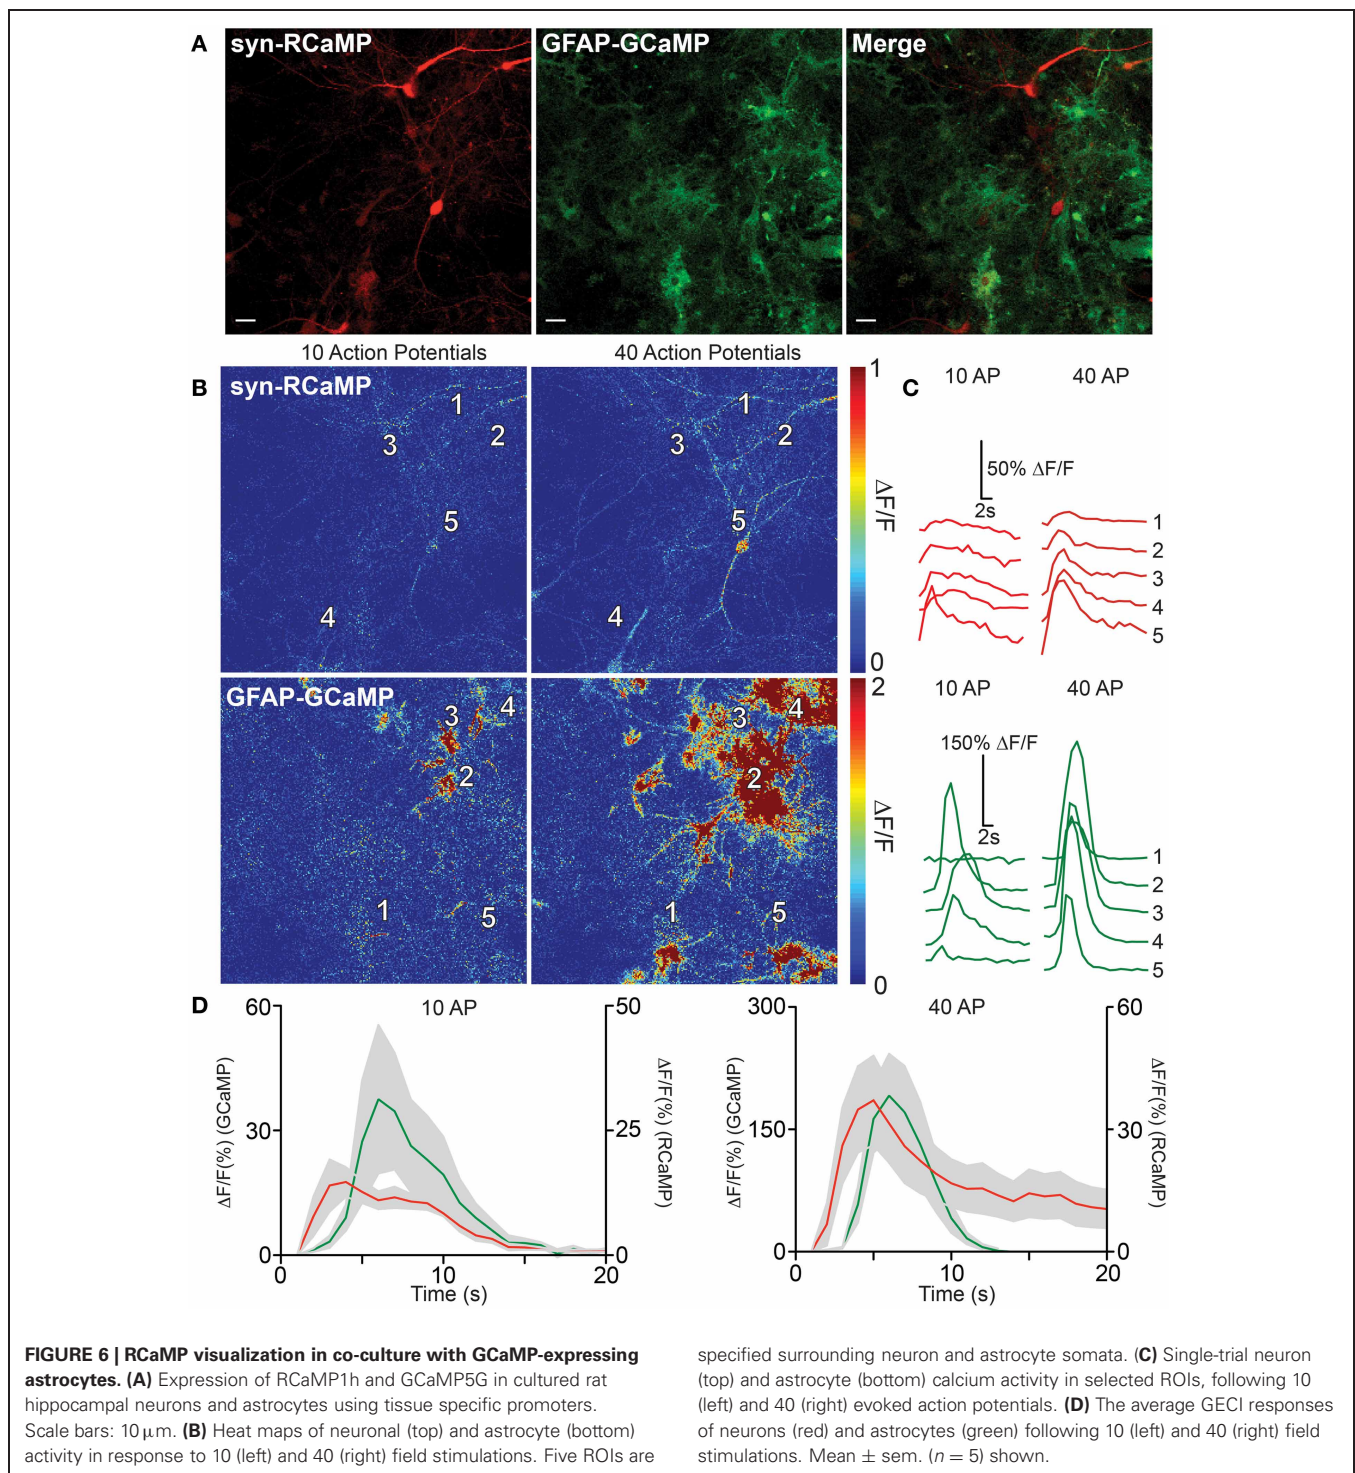 A
syn-RCaMP
GFAP-GCaMP
Merge
10 Action Potentials
40 Action Potentials
B
syn-RCaMP
1
2
3
4
5
1
2
3
4
5
1
ΔF/F
0
C
10 AP
40 AP
50% ΔF/F
2s
1
2
3
4
5
GFAP-GCaMP
3
4
2
1
5
3
4
2
1
5
2
ΔF/F
0
10 AP
40 AP
150% ΔF/F
2s
1
2
3
4
5
D
10 AP
60
30
0
50
25
0
ΔF/F(%) (GCaMP)
ΔF/F(%) (RCaMP)
0
10
20
Time (s)
40 AP
300
150
0
60
30
0
ΔF/F(%) (GCaMP)
ΔF/F(%) (RCaMP)
0
10
20
Time (s)
FIGURE 6 | RCaMP visualization in co-culture with GCaMP-expressing
astrocytes. (A) Expression of RCaMP1h and GCaMP5G in cultured rat
hippocampal neurons and astrocytes using tissue specific promoters.
Scale bars: 10 μm. (B) Heat maps of neuronal (top) and astrocyte (bottom)
activity in response to 10 (left) and 40 (right) field stimulations. Five ROIs are
specified surrounding neuron and astrocyte somata. (C) Single-trial neuron
(top) and astrocyte (bottom) calcium activity in selected ROIs, following 10
(left) and 40 (right) evoked action potentials. (D) The average GECI responses
of neurons (red) and astrocytes (green) following 10 (left) and 40 (right) field
stimulations. Mean ± sem. (n = 5) shown.